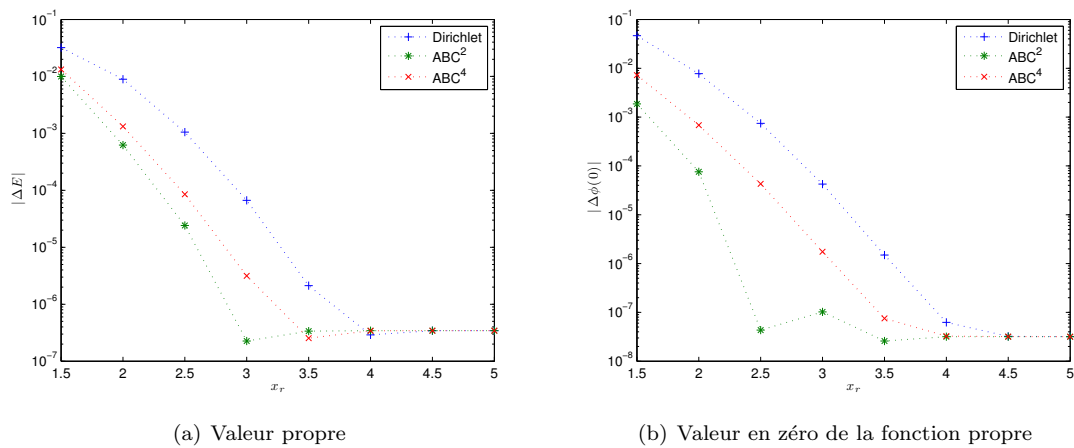 10^{-1}
10^{-2}
10^{-3}
10^{-4}
10^{-5}
10^{-6}
10^{-7}
|ΔE|
1.5 2 2.5 3 3.5 4 4.5 5
x_r
Dirichlet
ABC^2
ABC^4
(a) Valeur propre
10^{-1}
10^{-2}
10^{-3}
10^{-4}
10^{-5}
10^{-6}
10^{-7}
10^{-8}
|Δϕ(0)|
1.5 2 2.5 3 3.5 4 4.5 5
x_r
Dirichlet
ABC^2
ABC^4
(b) Valeur en zéro de la fonction propre